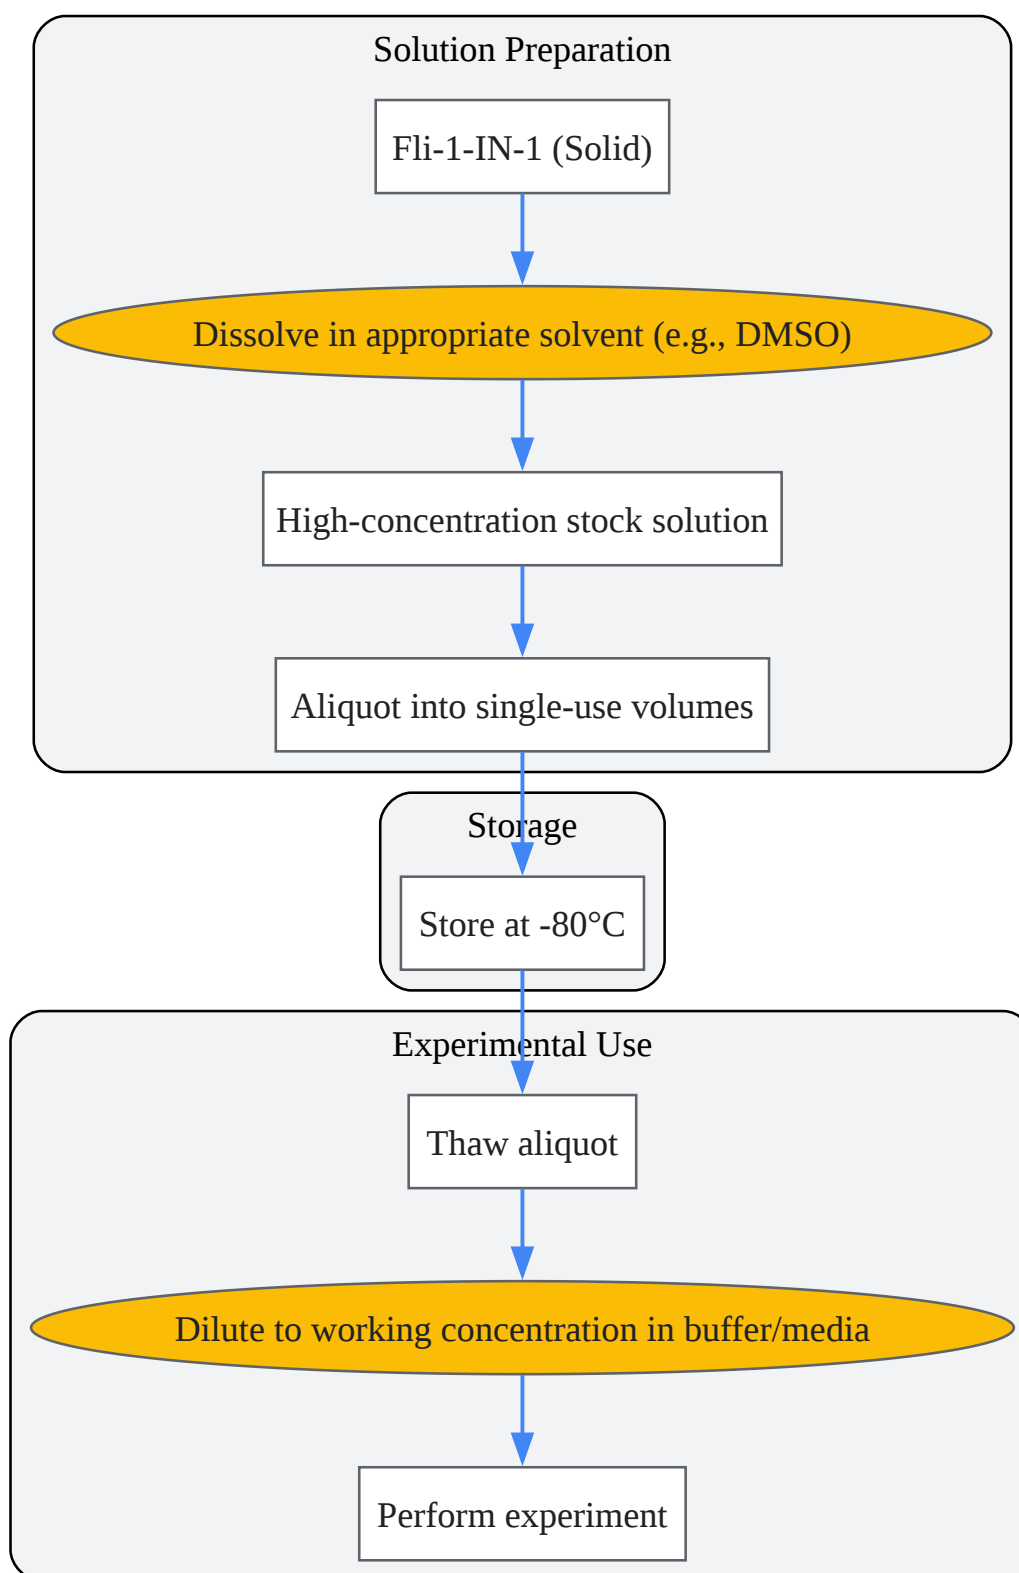 Solution Preparation
Fli-1-IN-1 (Solid)
Dissolve in appropriate solvent (e.g., DMSO)
High-concentration stock solution
Aliquot into single-use volumes
Storage
Store at -80°C
Experimental Use
Thaw aliquot
Dilute to working concentration in buffer/media
Perform experiment